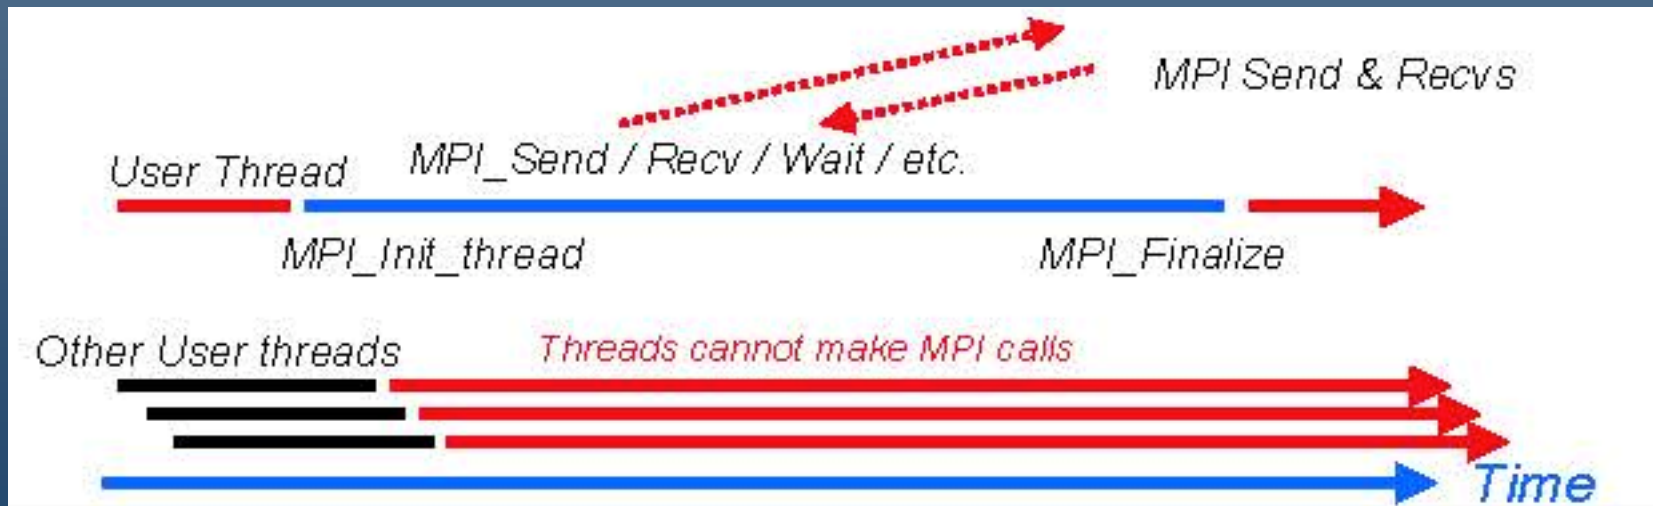 MPI Send & Recvs
User Thread
MPI_Send / Recv / Wait / etc.
MPI_Init_thread
MPI_Finalize
Other User threads
Threads cannot make MPI calls
Time